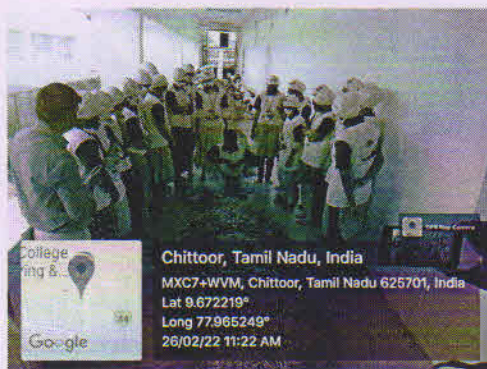 College
ing &...
Google
Chittoor, Tamil Nadu, India
MXC7+WVM, Chittoor, Tamil Nadu 625701, India
Lat 9.672219°
Long 77.965249°
26/02/22 11:22 AM